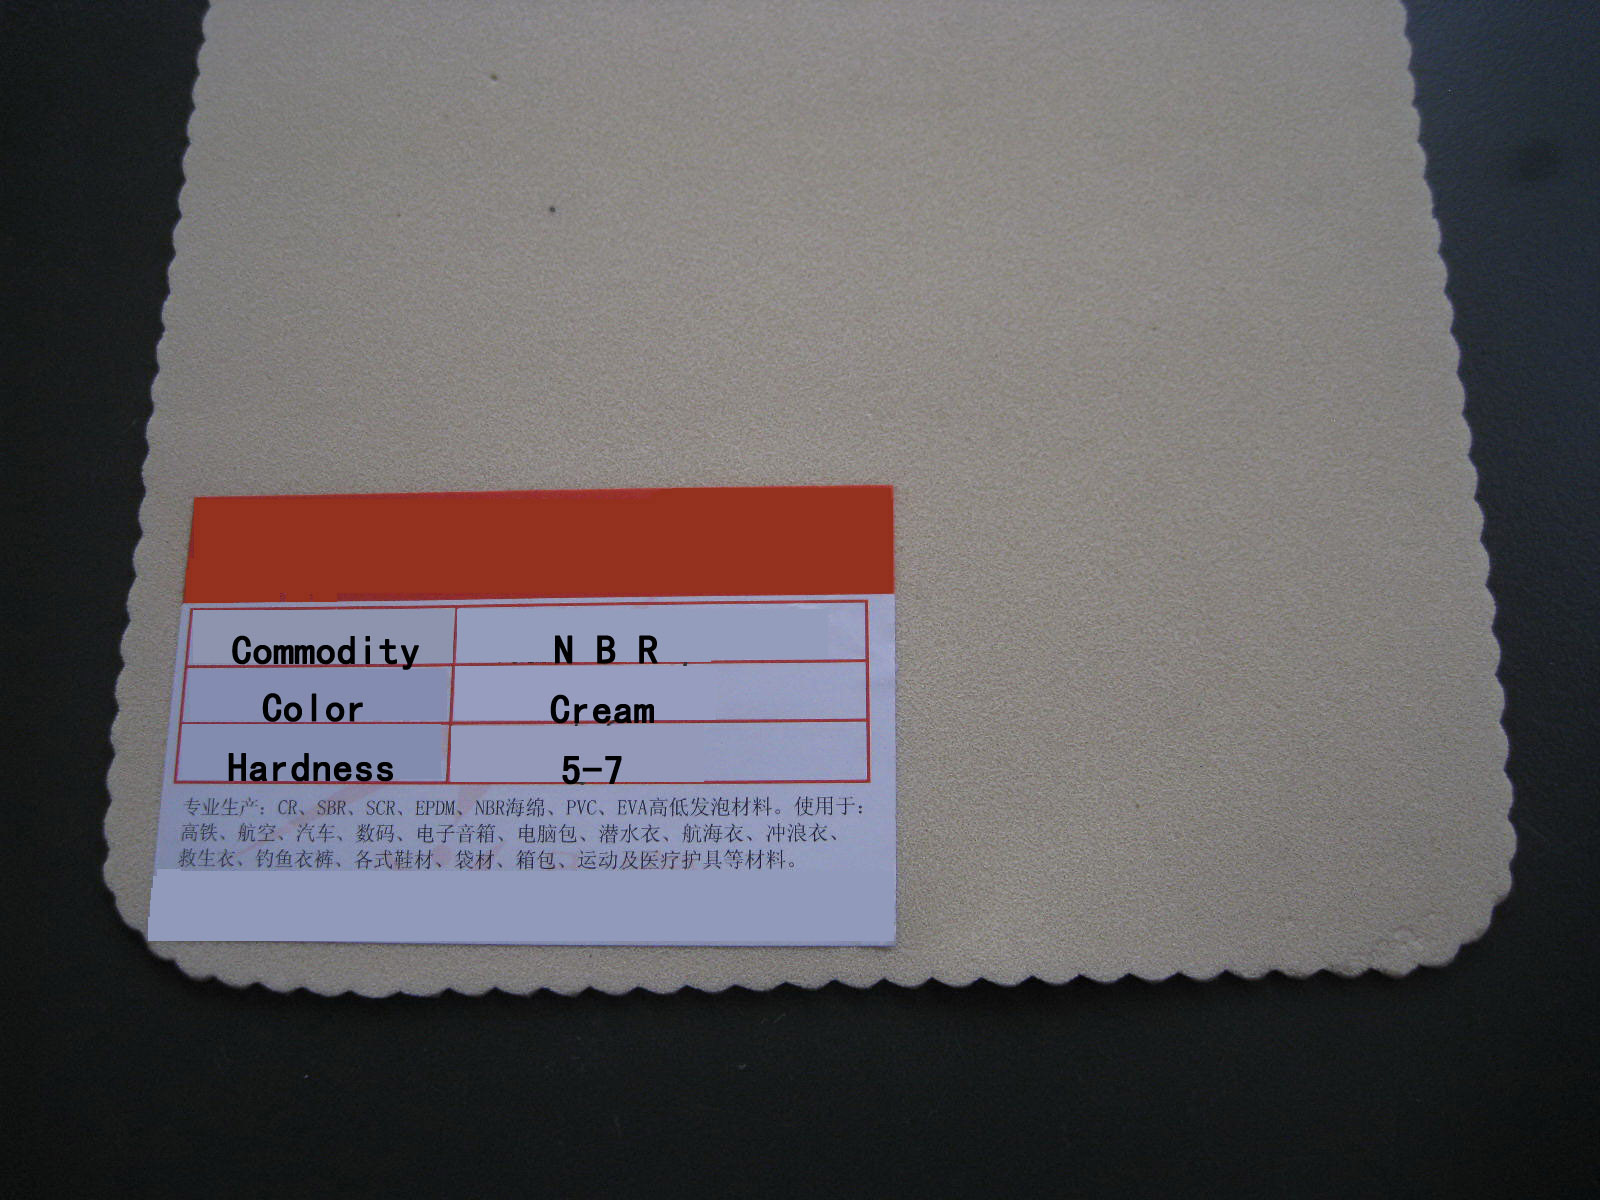 Commodity N B R
Color Cream
Hardness 5-7
专业生产：CR、SBR、SCR、EPDM、NBR海绵、PVC、EVA高低发泡材料。使用于：
高铁、航空、汽车、数码、电子音箱、电脑包、潜水衣、航海衣、冲浪衣、
救生衣、钓鱼衣裤、各式鞋材、袋材、箱包、运动及医疗护具等材料。